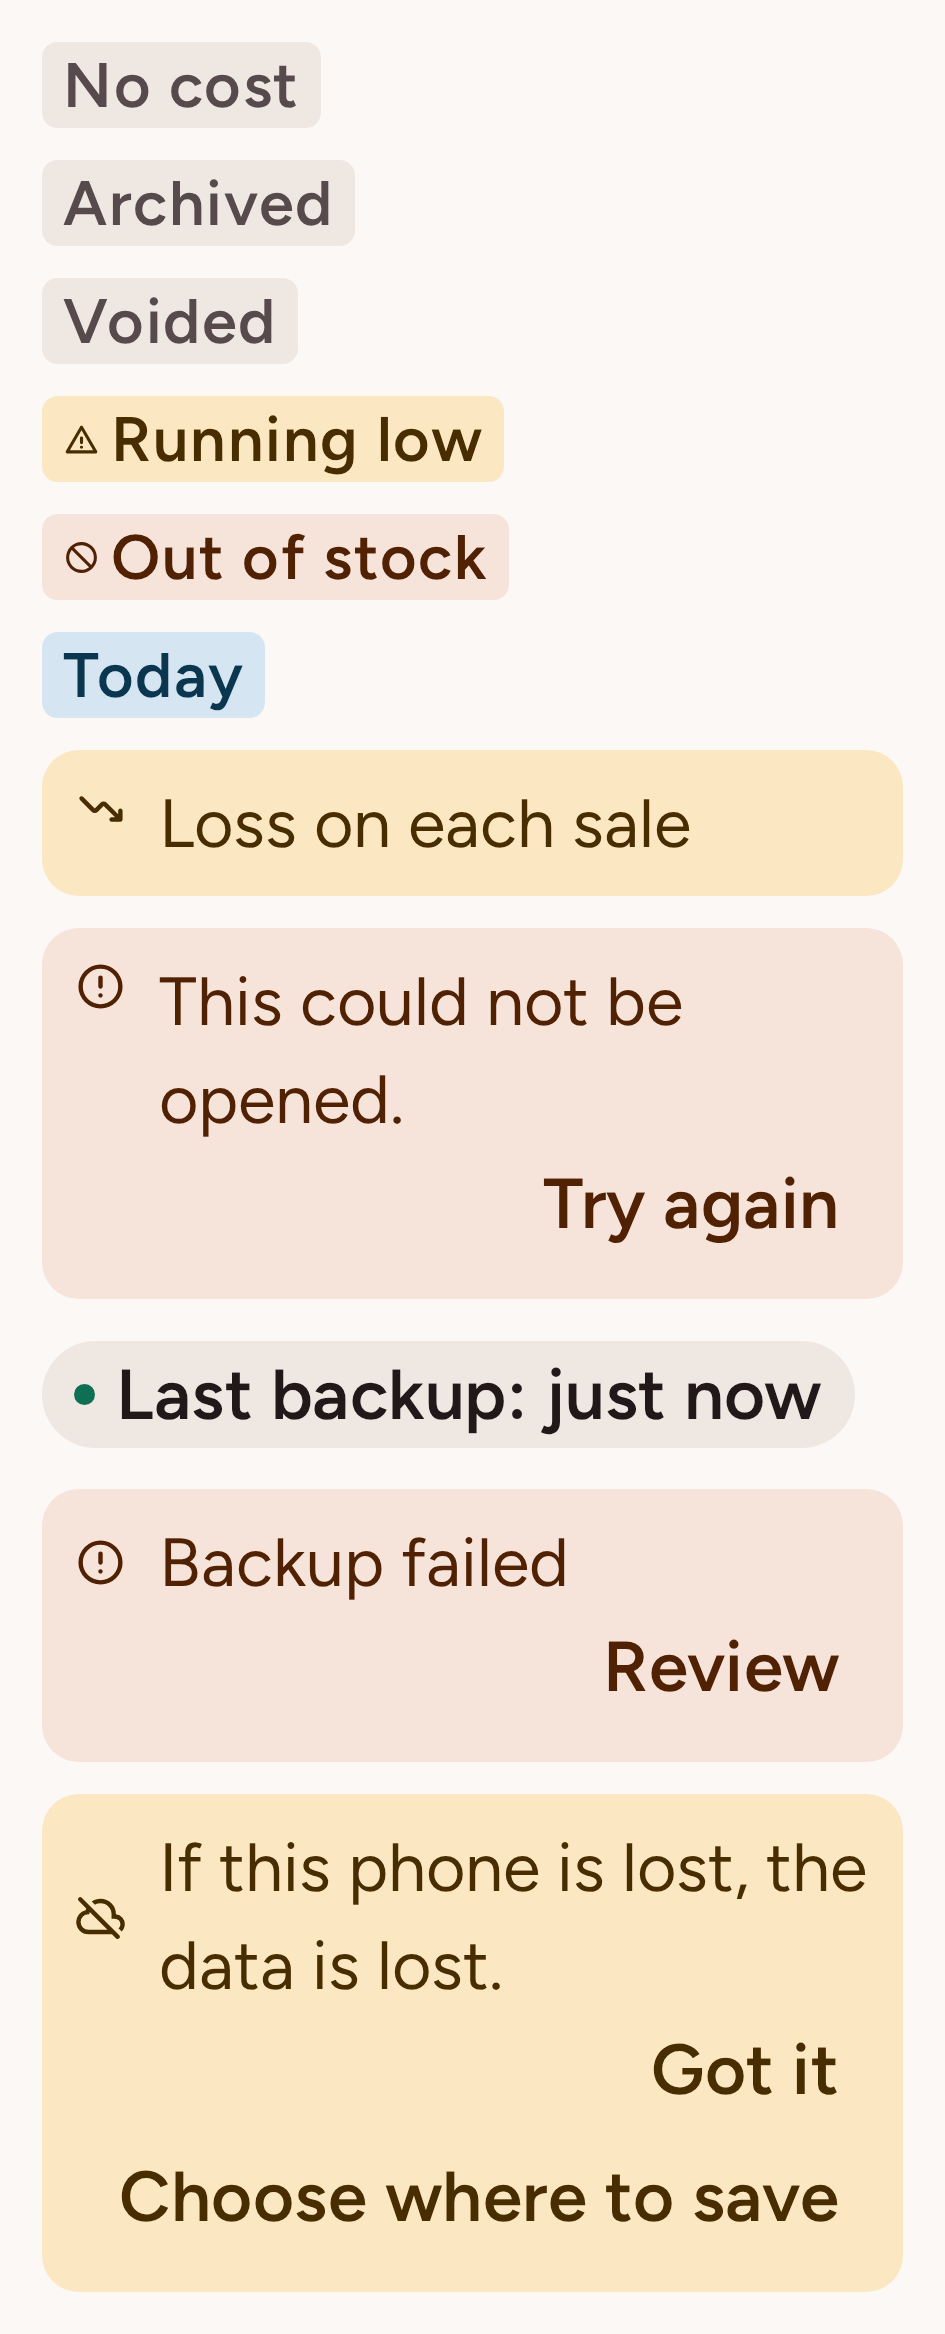 No cost
Archived
Voided
Running low
Out of stock
Today
Loss on each sale
This could not be
opened.
Try again
Last backup: just now
Backup failed
Review
If this phone is lost, the
data is lost.
Got it
Choose where to save